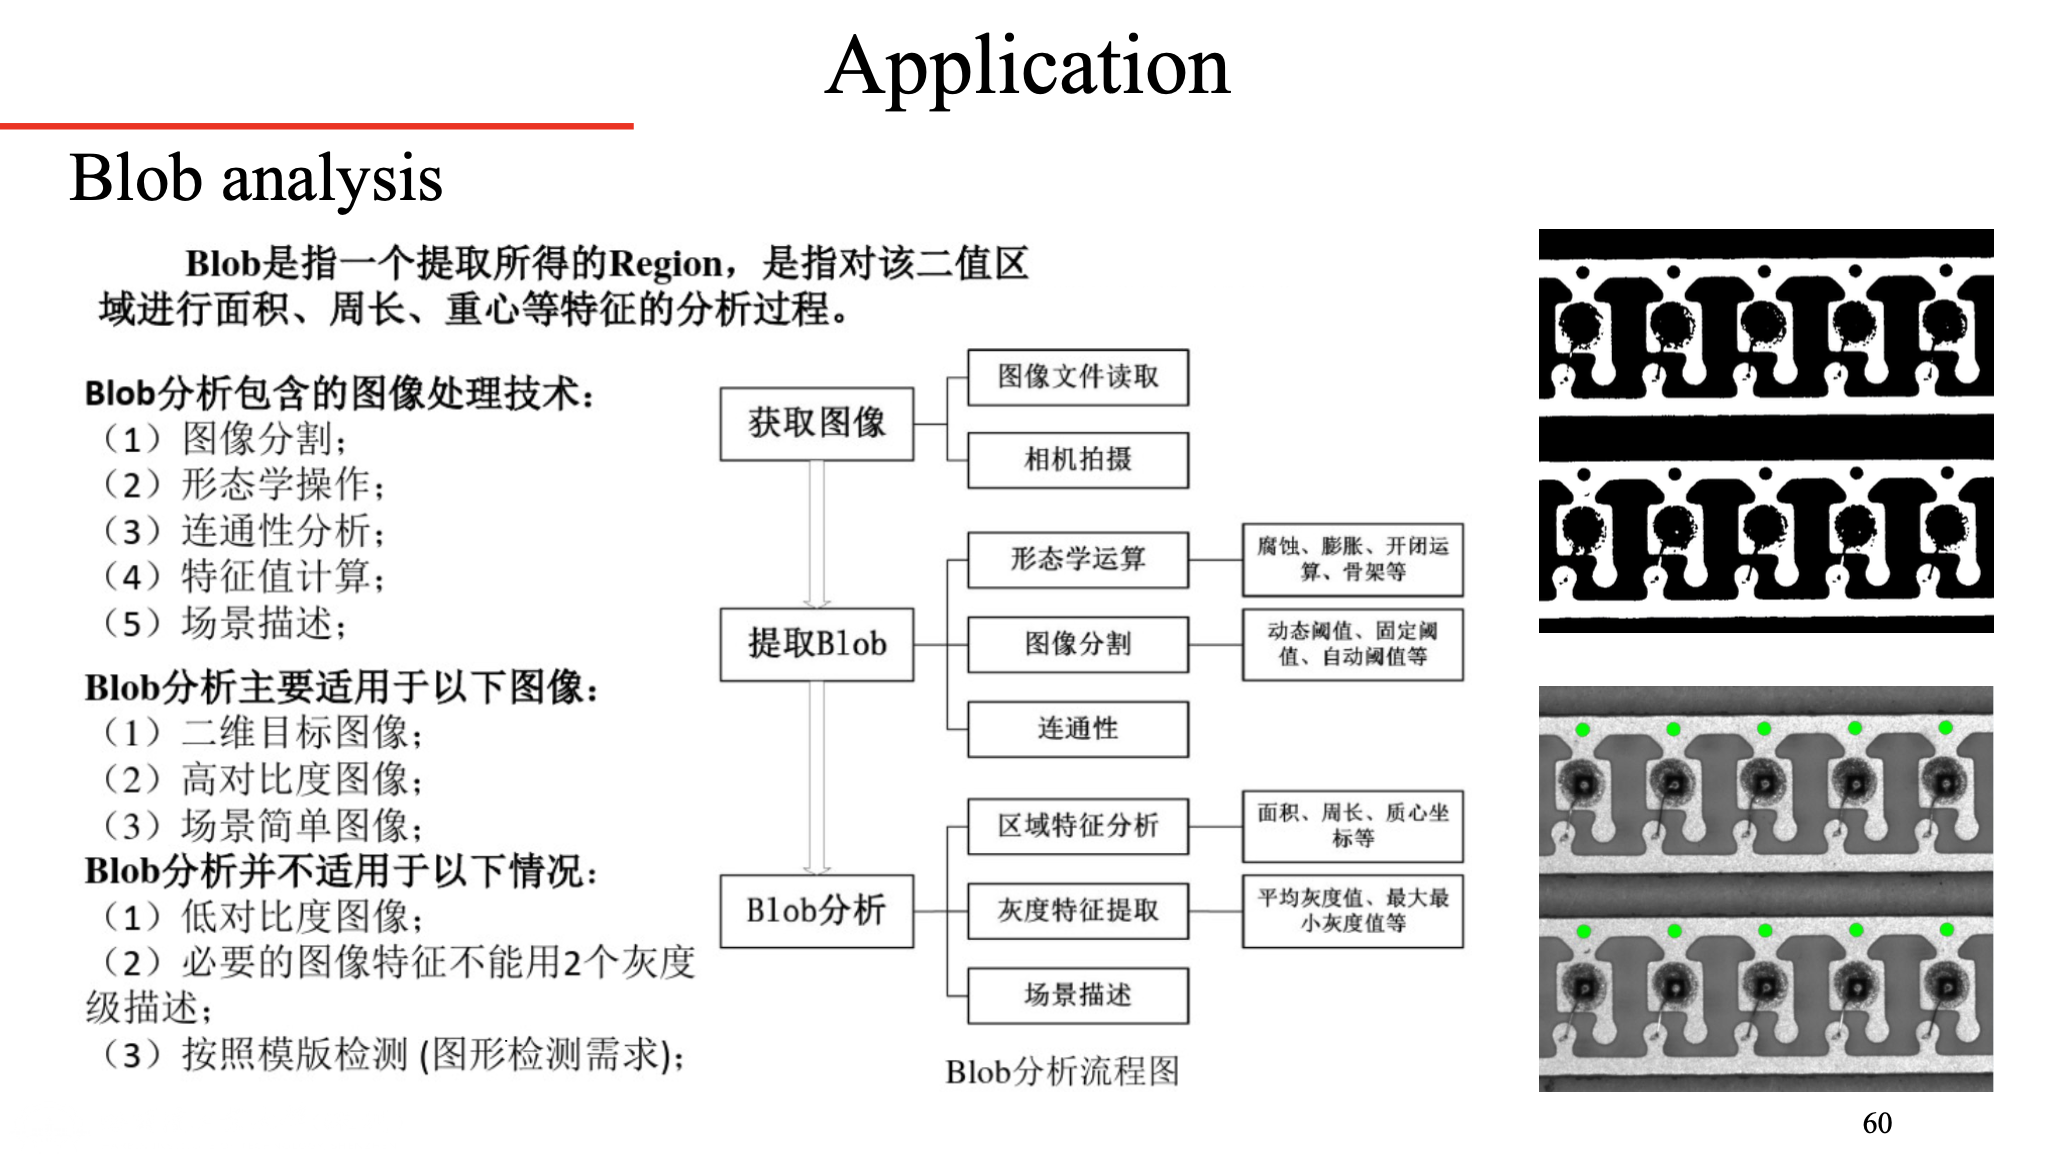 Application
Blob analysis
Blob是指一个提取所得的Region，是指对该二值区
域进行面积、周长、重心等特征的分析过程。
Blob分析包含的图像处理技术：
（1）图像分割；
（2）形态学操作；
（3）连通性分析；
（4）特征值计算；
（5）场景描述；
Blob分析主要适用于以下图像：
（1）二维目标图像；
（2）高对比度图像；
（3）场景简单图像；
Blob分析并不适用于以下情况：
（1）低对比度图像；
（2）必要的图像特征不能用2个灰度
级描述；
（3）按照模版检测 (图形检测需求)；
获取图像
图像文件读取
相机拍摄
提取Blob
形态学运算
腐蚀、膨胀、开闭运
算、骨架等
图像分割
动态阈值、固定阈
值、自动阈值等
连通性
Blob分析
区域特征分析
面积、周长、质心坐
标等
灰度特征提取
平均灰度值、最大最
小灰度值等
场景描述
Blob分析流程图
60